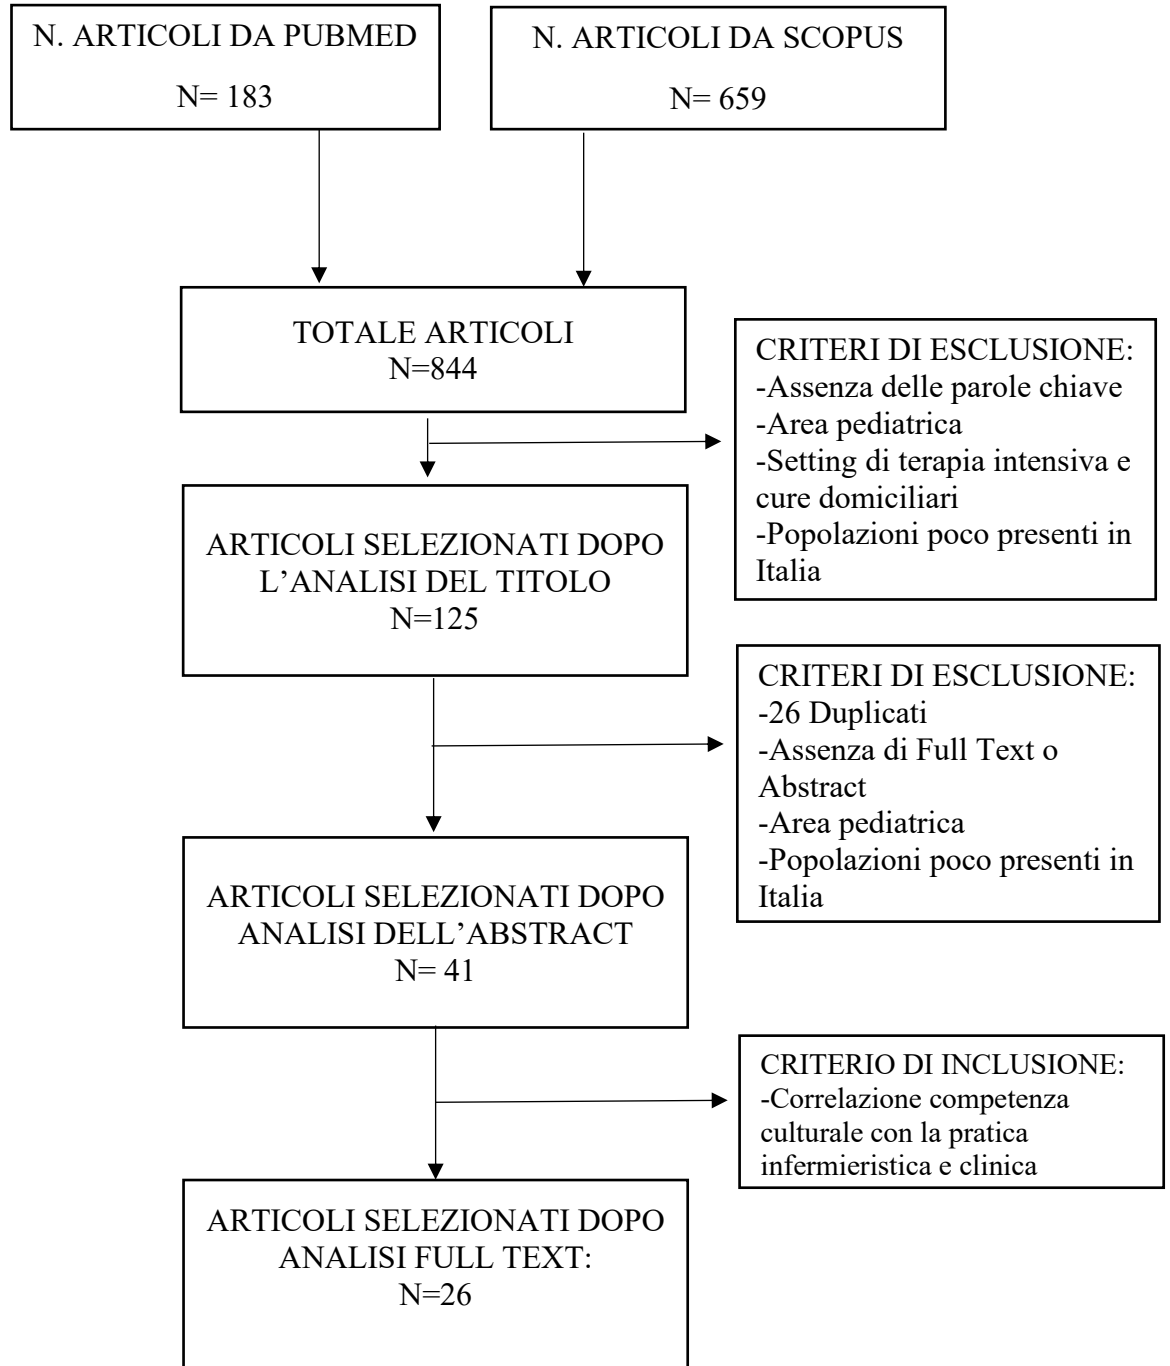 N. ARTICOLI DA PUBMED
N= 183
N. ARTICOLI DA SCOPUS
N= 659
TOTALE ARTICOLI
N=844
CRITERI DI ESCLUSIONE:
-Assenza delle parole chiave
-Area pediatrica
-Setting di terapia intensiva e
cure domiciliari
-Popolazioni poco presenti in
Italia
ARTICOLI SELEZIONATI DOPO
L’ANALISI DEL TITOLO
N=125
CRITERI DI ESCLUSIONE:
-26 Duplicati
-Assenza di Full Text o
Abstract
-Area pediatrica
-Popolazioni poco presenti in
Italia
ARTICOLI SELEZIONATI DOPO
ANALISI DELL’ABSTRACT
N= 41
CRITERIO DI INCLUSIONE:
-Correlazione competenza
culturale con la pratica
infermieristica e clinica
ARTICOLI SELEZIONATI DOPO
ANALISI FULL TEXT:
N=26